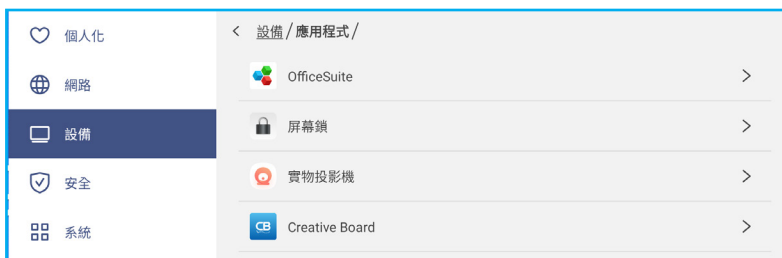 個人化
網路
設備
安全
系統
設備/應用程式/
OfficeSuite
屏幕鎖
實物投影機
CB
Creative Board